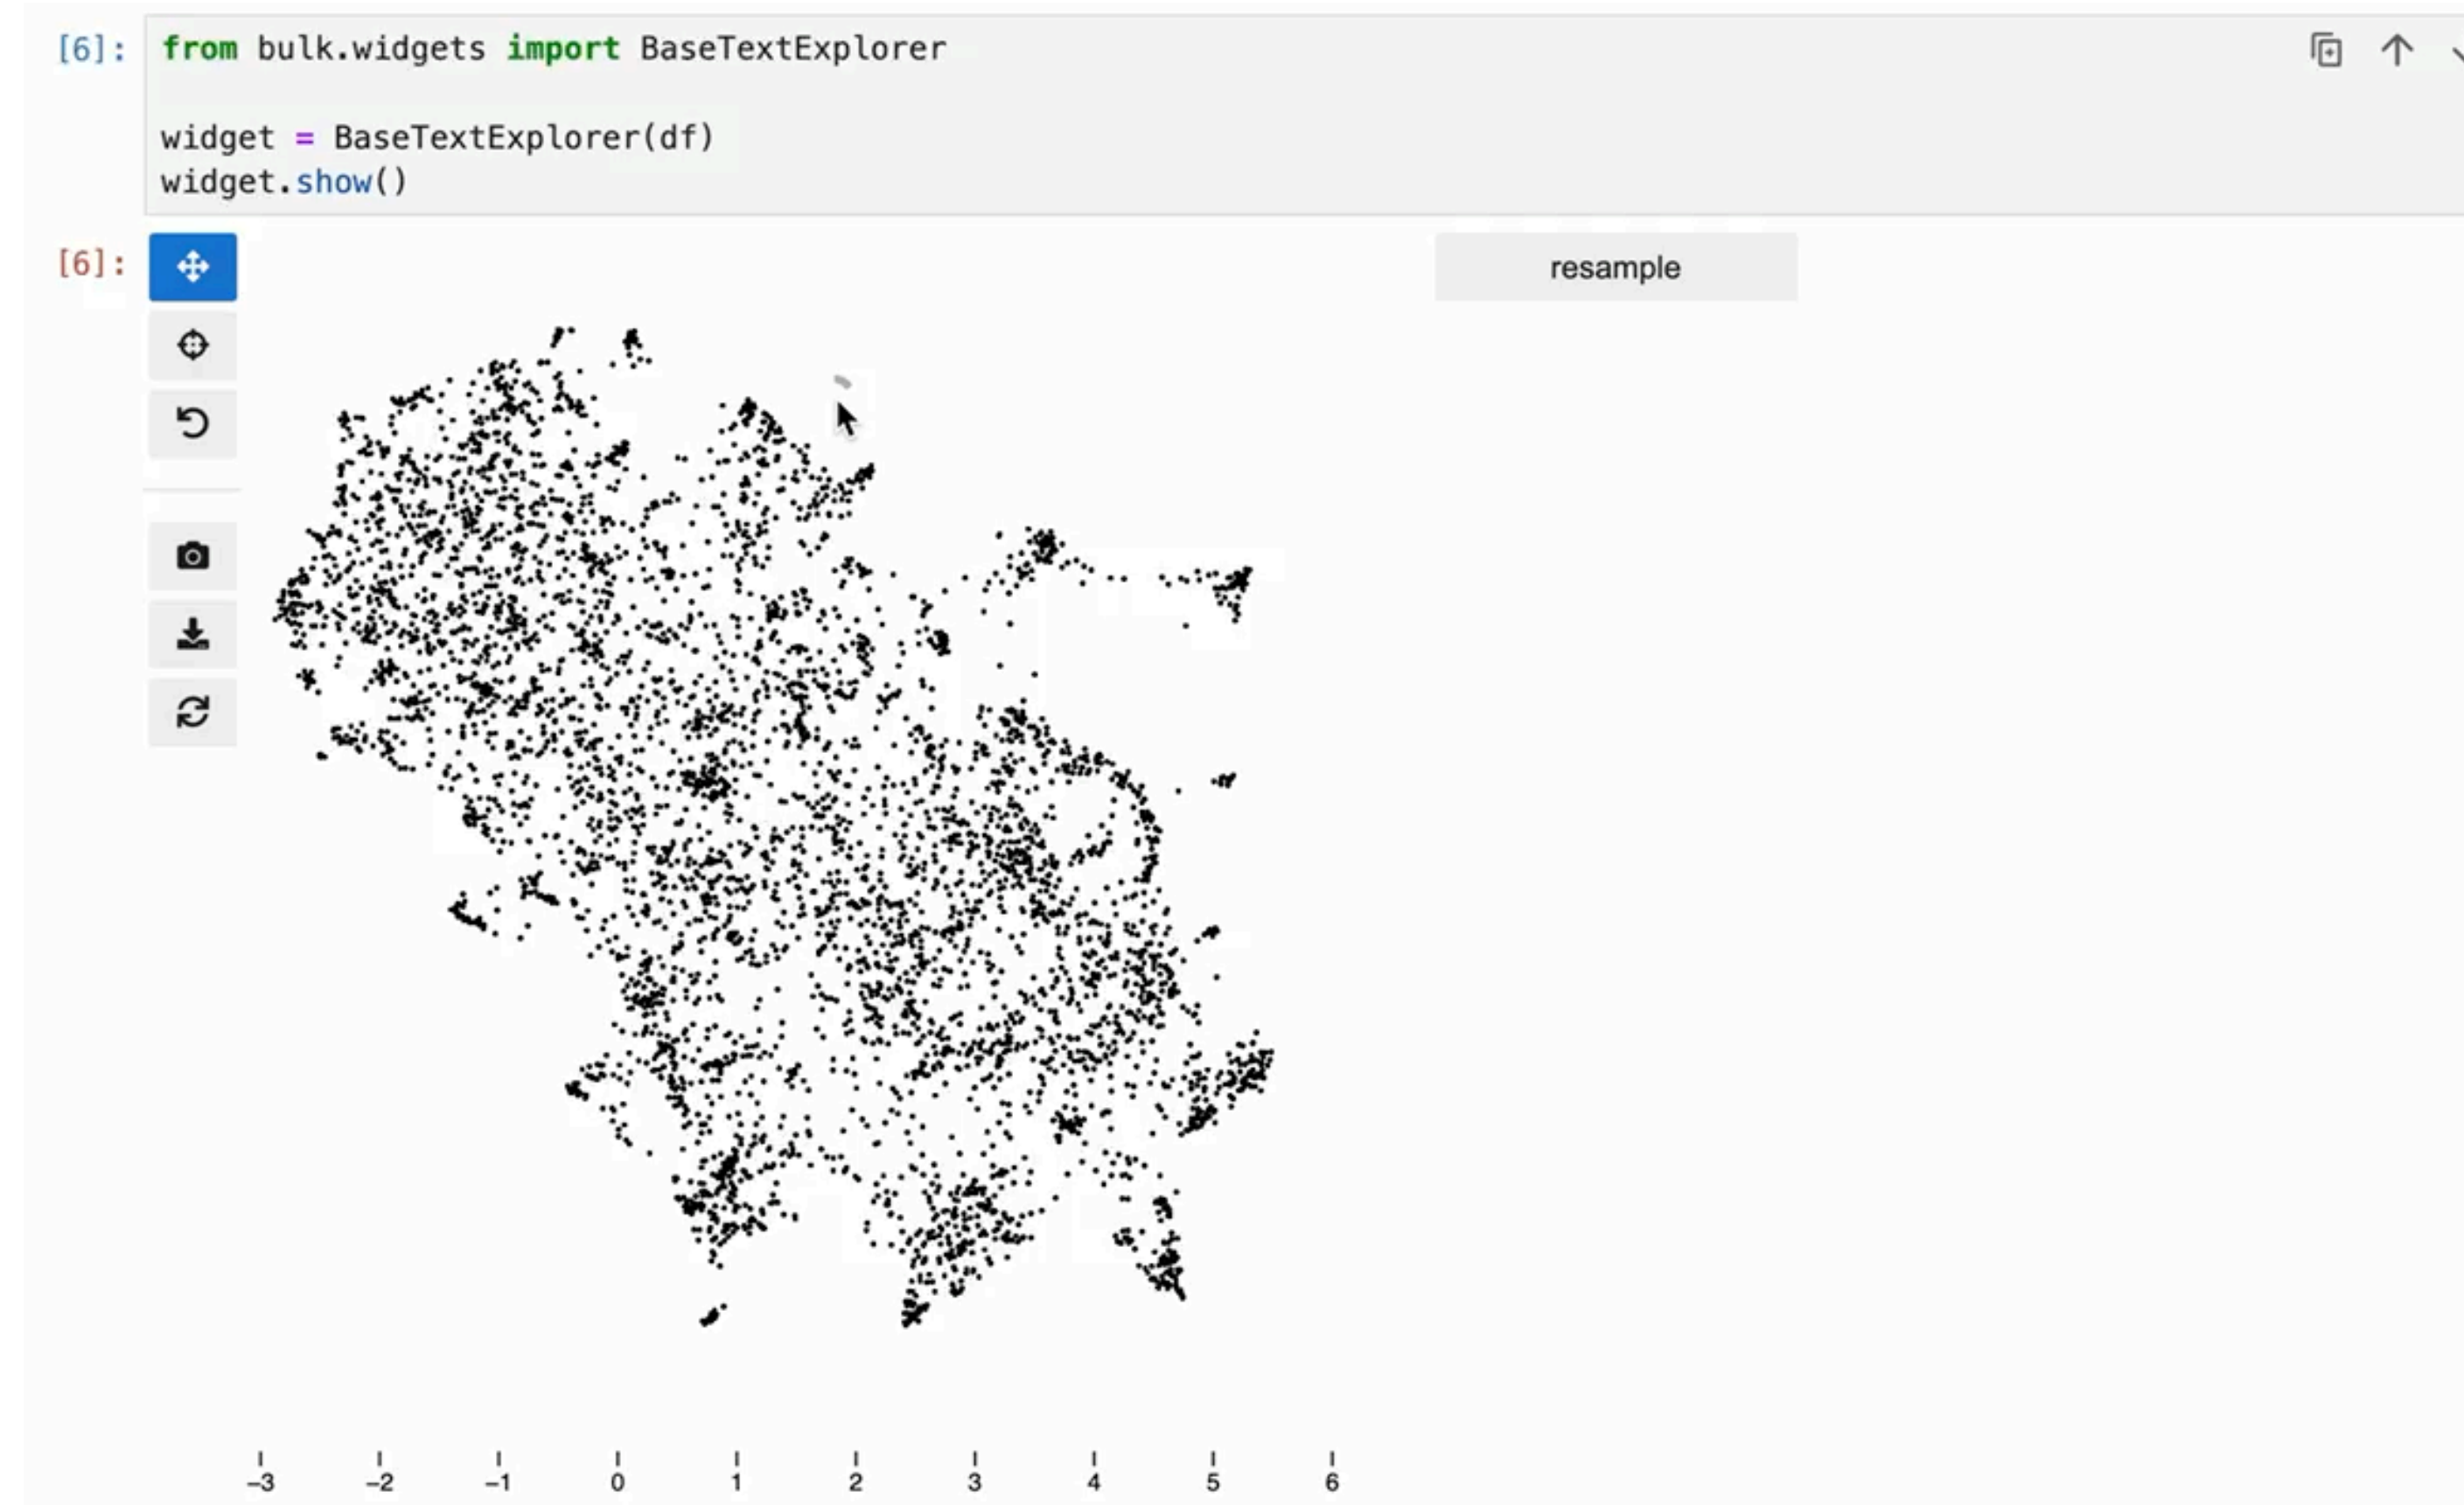 [6]: from bulk.widgets import BaseTextExplorer
widget = BaseTextExplorer(df)
widget.show()
[6]:
resample
−3 −2 −1 0 1 2 3 4 5 6